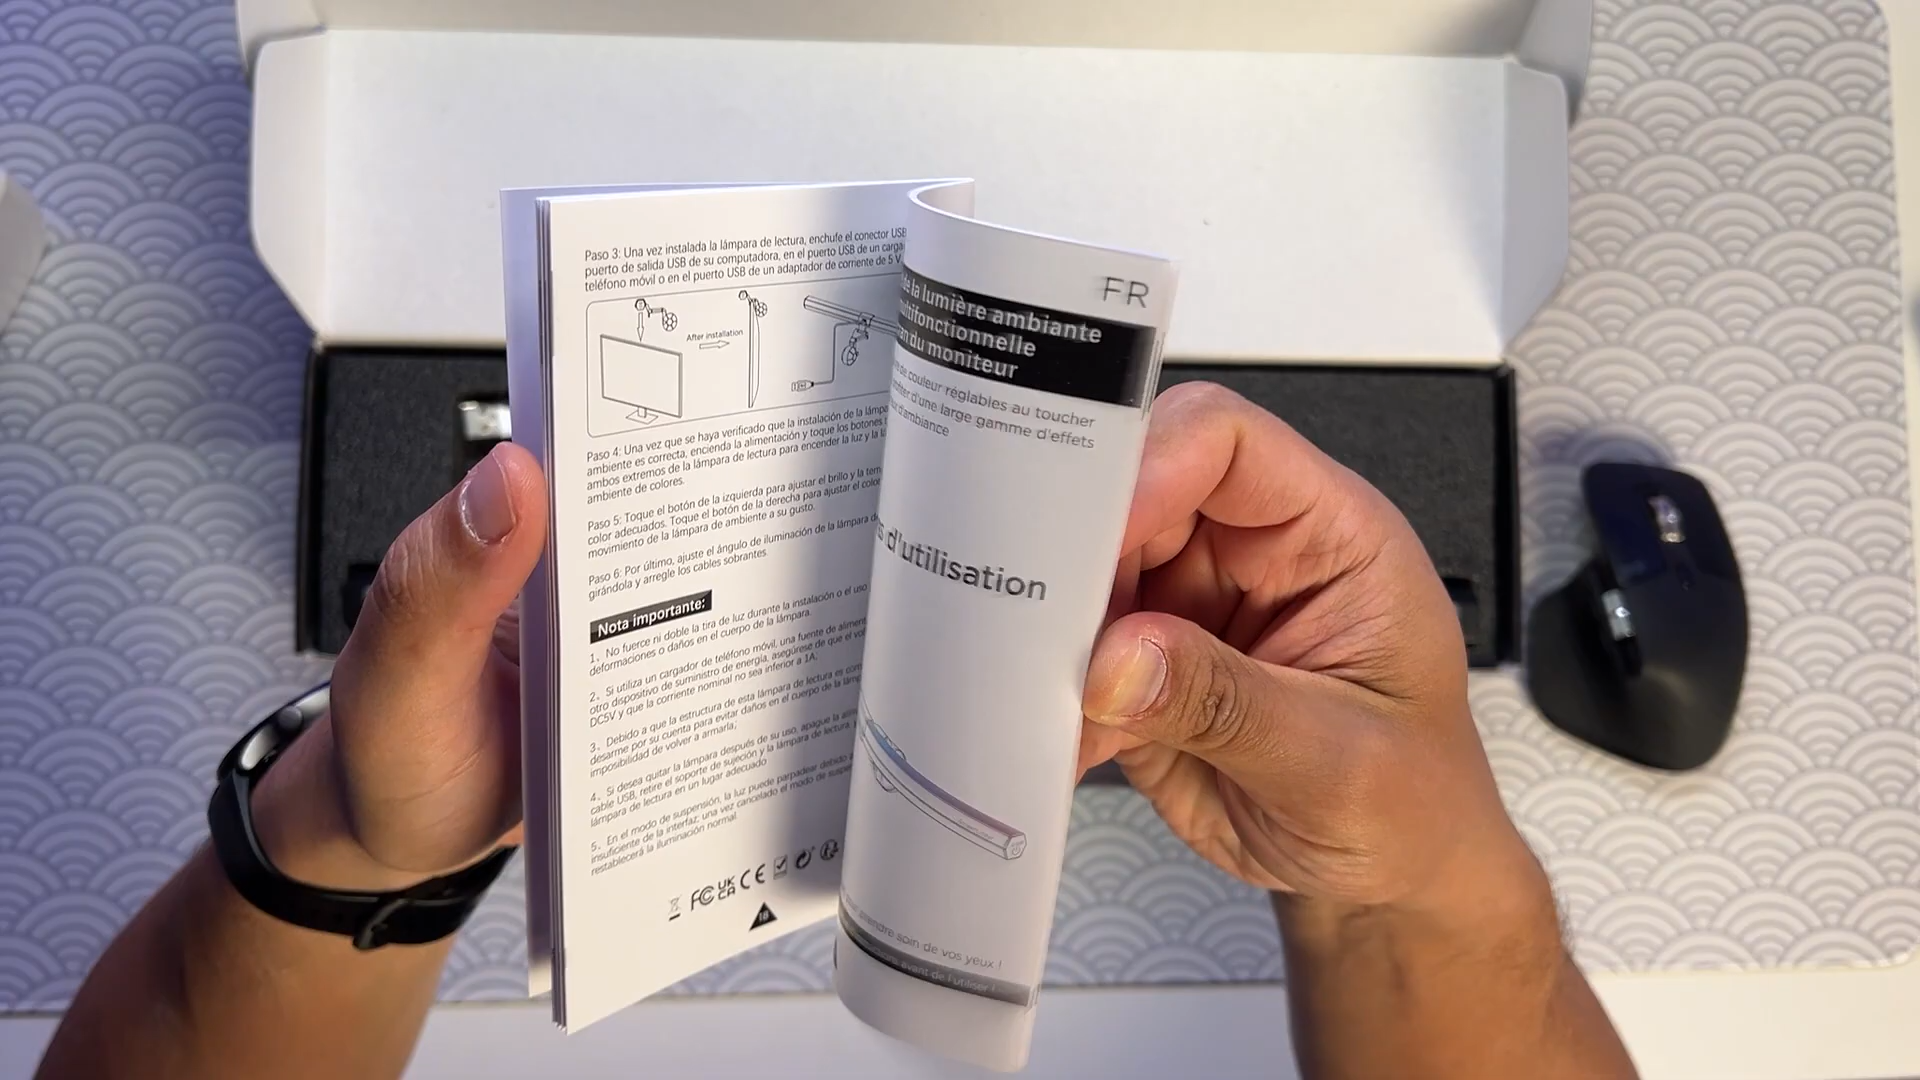 Paso 3: Una vez instalada la lámpara de lectura, enchufe el conector USB
puerto de salida USB de su computadora, en el puerto USB de un
teléfono móvil o en el puerto USB de un adaptador de corriente de 5 V
After installation
Paso 4: Una vez que se haya verificado que la instalación de la
ambiente es correcta, encienda la alimentación y toque los botones
ambos extremos de la lámpara de lectura para encender la luz y la
ambiente de colores.
Paso 5: Toque el botón de la izquierda para ajustar el brillo y la
color adecuados. Toque el botón de la derecha para ajustar el
movimiento de la lámpara de ambiente a su gusto.
Paso 6: Por último, ajuste el ángulo de iluminación de la lámpara
girándola y arregle los cables sobrantes.
Nota importante:
1、No fuerce ni doble la tira de luz durante la instalación o el uso
deformaciones o daños en el cuerpo de la lámpara.
2、Si utiliza un cargador de teléfono móvil, una fuente de
otro dispositivo de suministro de energía, asegúrese de que el
DC5V y que la corriente nominal no sea inferior a 1A;
3、Debido a que la estructura de esta lámpara de lectura es
desarme por su cuenta para evitar daños en el cuerpo de la
imposibilidad de volver a armarla;
4、Si desea quitar la lámpara después de su uso, apague la
cable USB, retire el soporte de sujeción y la lámpara de lectura
lámpara de lectura en un lugar adecuado
5、En el modo de suspensión, la luz puede parpadear debido
insuficiente de la interfaz; una vez cancelado el modo de
restablecerá la iluminación normal.
FC UK CA CE
18
FR
de la lumière ambiante
multifonctionnelle
du moniteur
de couleur réglables au toucher
d'une large gamme d'effets
d'ambiance
d'utilisation
prendre soin de vos yeux !
avant de l'utiliser !